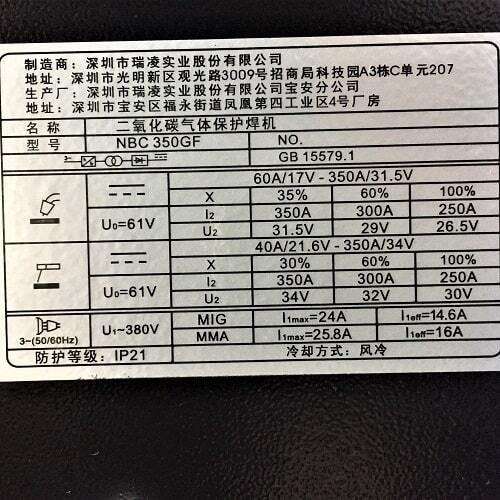 制造商：深圳市瑞凌实业股份有限公司
地址：深圳市光明新区观光路3009号招商局科技园A3栋C单元207
生产厂：深圳市瑞凌实业股份有限公司宝安分公司
地址：深圳市宝安区福永街道凤凰第四工业区4号厂房
名称 二氧化碳气体保护焊机
型号 NBC 350GF NO.
GB 15579.1
60A/17V - 350A/31.5V
X 35% 60% 100%
U₀=61V I₂ 350A 300A 250A
U₂ 31.5V 29V 26.5V
40A/21.6V - 350A/34V
X 30% 60% 100%
U₀=61V I₂ 350A 300A 250A
U₂ 34V 32V 30V
3~(50/60Hz) U₁~380V MIG I₁max=24A I₁eff=14.6A
MMA I₁max=25.8A I₁eff=16A
防护等级：IP21 冷却方式：风冷